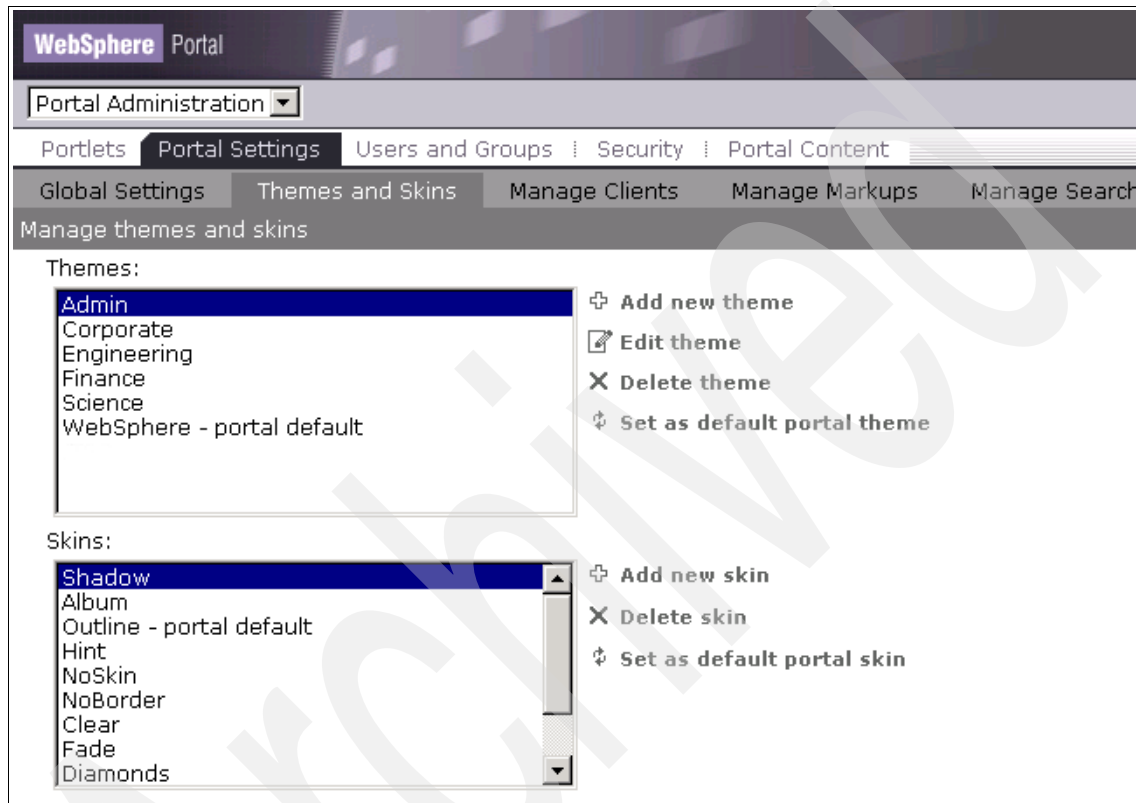 WebSphere Portal
Portal Administration
Portlets Portal Settings Users and Groups Security Portal Content
Global Settings Themes and Skins Manage Clients Manage Markups Manage Search
Manage themes and skins
Themes:
Admin
Corporate
Engineering
Finance
Science
WebSphere - portal default
Add new theme
Edit theme
Delete theme
Set as default portal theme
Skins:
Shadow
Album
Outline - portal default
Hint
NoSkin
NoBorder
Clear
Fade
Diamonds
Add new skin
Delete skin
Set as default portal skin
Archived